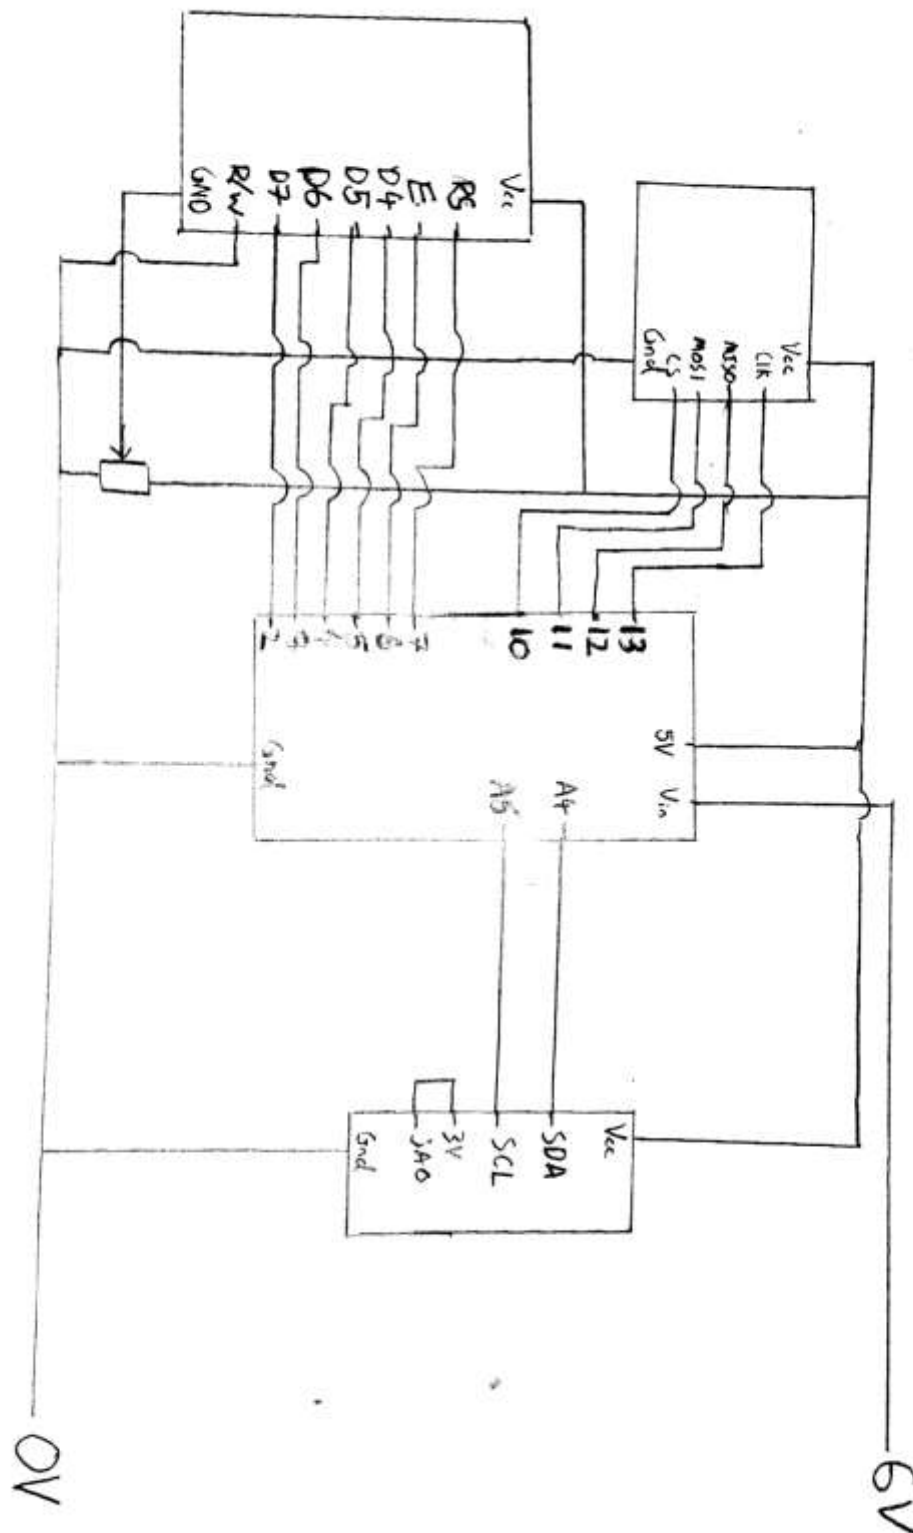 Vcc
RS
E
D4
D5
D6
D7
R/W
GND
Vcc
Clk
MISO
MOSI
CS
Gnd
13
12
11
10
7
6
5
4
3
2
5V
Vin
A4
A5
Gnd
Vcc
SDA
SCL
3V
jAO
Gnd
6V
0V